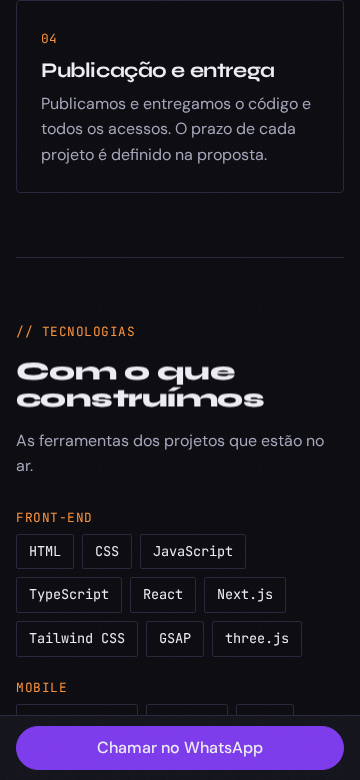 04
Publicação e entrega
Publicamos e entregamos o código e
todos os acessos. O prazo de cada
projeto é definido na proposta.
// TECNOLOGIAS
Com o que
construímos
As ferramentas dos projetos que estão no
ar.
FRONT-END
HTML CSS JavaScript
TypeScript React Next.js
Tailwind CSS GSAP three.js
MOBILE
Chamar no WhatsApp